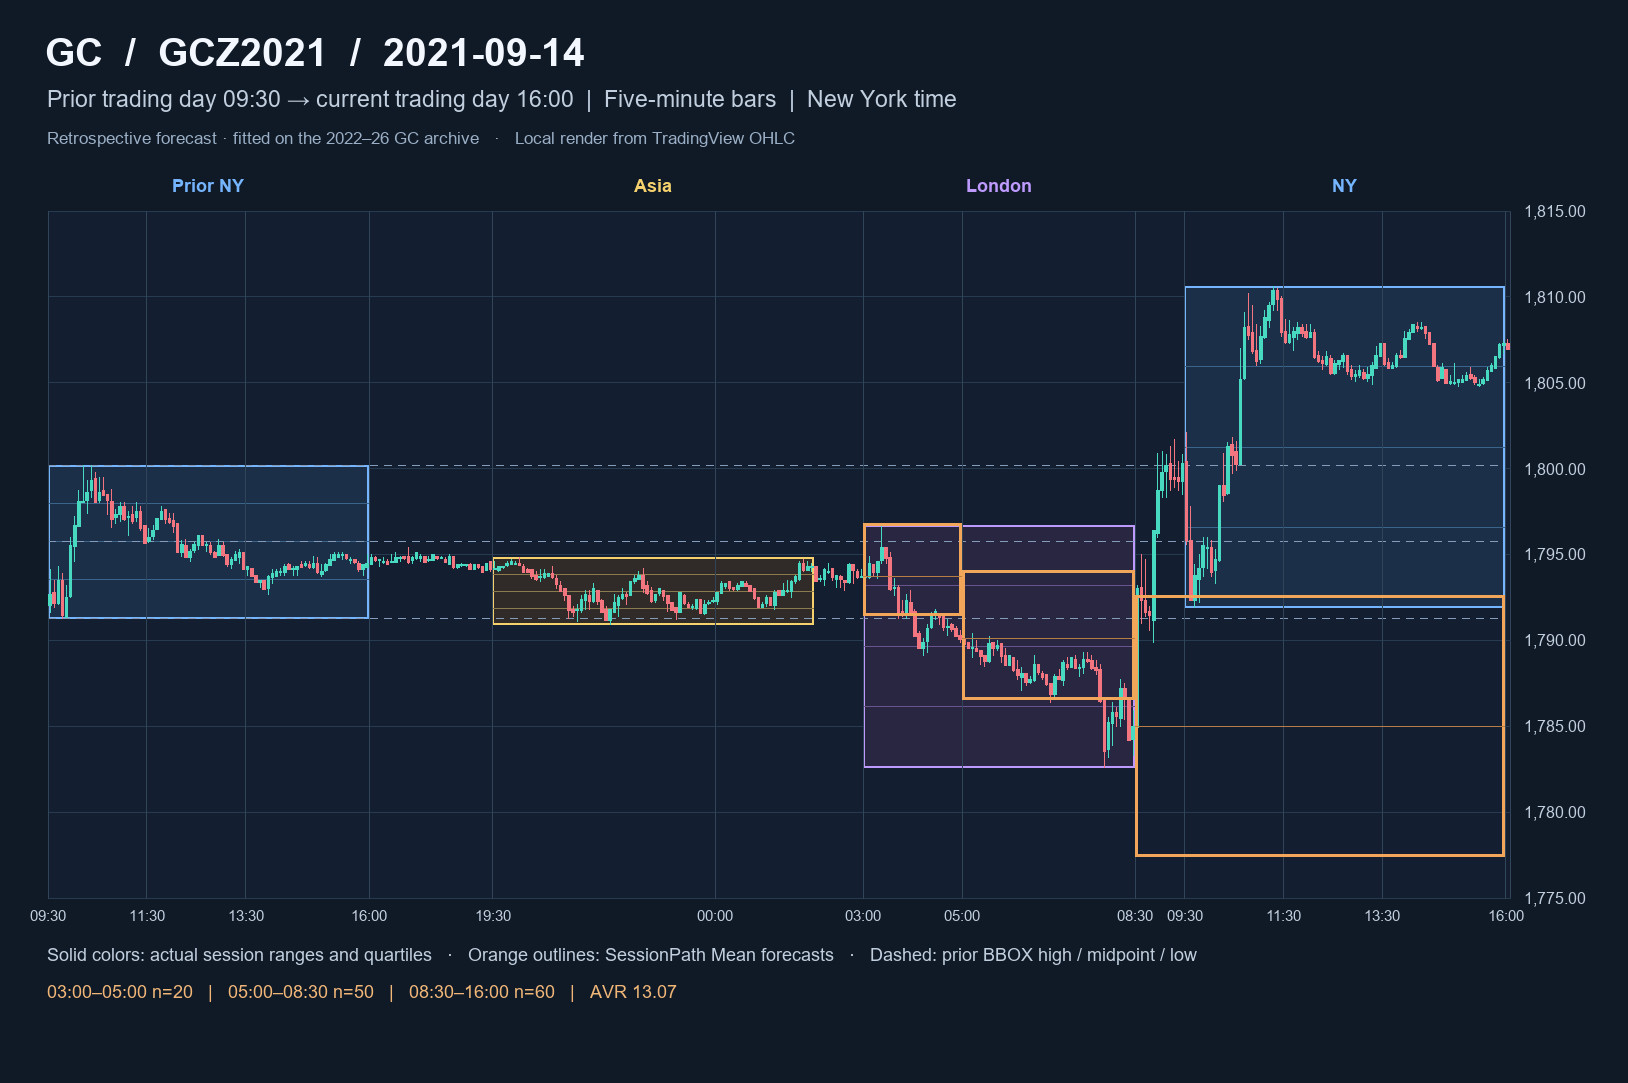 GC / GCZ2021 / 2021-09-14
Prior trading day 09:30 → current trading day 16:00 | Five-minute bars | New York time
Retrospective forecast · fitted on the 2022–26 GC archive · Local render from TradingView OHLC
Prior NY Asia London NY
1,815.00
1,810.00
1,805.00
1,800.00
1,795.00
1,790.00
1,785.00
1,780.00
1,775.00
09:30 11:30 13:30 16:00 19:30 00:00 03:00 05:00 08:30 09:30 11:30 13:30 16:00
Solid colors: actual session ranges and quartiles · Orange outlines: SessionPath Mean forecasts · Dashed: prior BBOX high / midpoint / low
03:00–05:00 n=20 | 05:00–08:30 n=50 | 08:30–16:00 n=60 | AVR 13.07